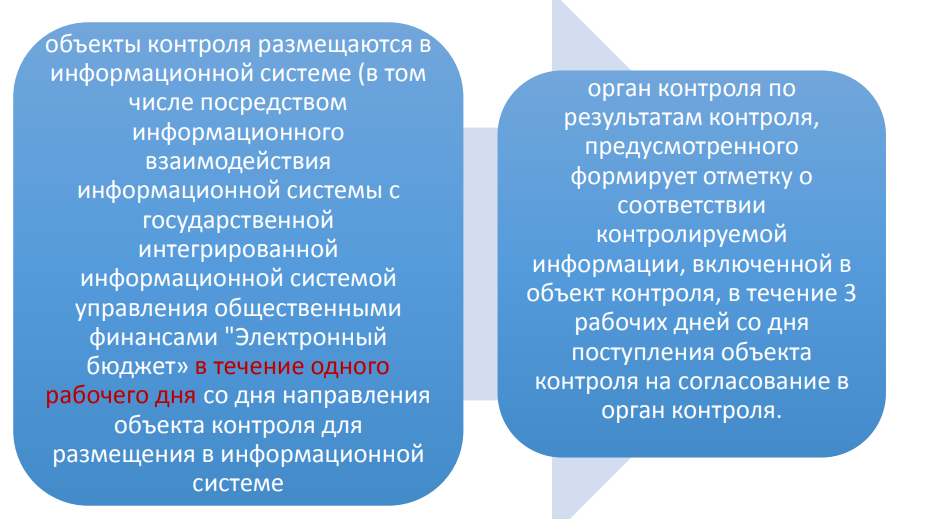 объекты контроля размещаются в
информационной системе (в том
числе посредством
информационного
взаимодействия
информационной системы с
государственной
интегрированной
информационной системой
управления общественными
финансами "Электронный
бюджет» в течение одного
рабочего дня со дня направления
объекта контроля для
размещения в информационной
системе
орган контроля по
результатам контроля,
предусмотренного
формирует отметку о
соответствии
контролируемой
информации, включенной в
объект контроля, в течение 3
рабочих дней со дня
поступления объекта
контроля на согласование в
орган контроля.